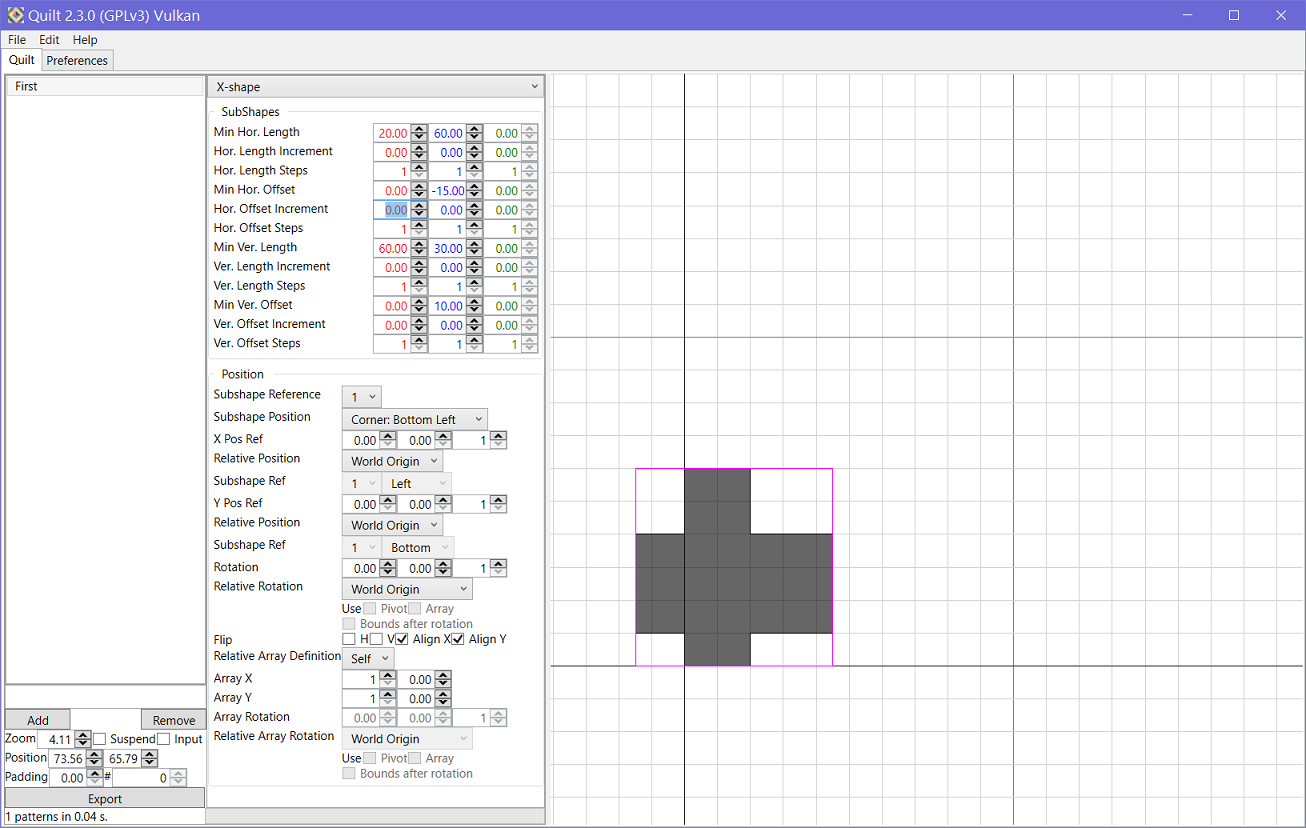 Quilt 2.3.0 (GPLv3) Vulkan
File Edit Help
Quilt Preferences
First
X-shape
SubShapes
Min Hor. Length 20.00 60.00 0.00
Hor. Length Increment 0.00 0.00 0.00
Hor. Length Steps 1 1 1
Min Hor. Offset 0.00 -15.00 0.00
Hor. Offset Increment 0.00 0.00 0.00
Hor. Offset Steps 1 1 1
Min Ver. Length 60.00 30.00 0.00
Ver. Length Increment 0.00 0.00 0.00
Ver. Length Steps 1 1 1
Min Ver. Offset 0.00 10.00 0.00
Ver. Offset Increment 0.00 0.00 0.00
Ver. Offset Steps 1 1 1
Position
Subshape Reference 1
Subshape Position Corner: Bottom Left
X Pos Ref 0.00 0.00 1
Relative Position World Origin
Subshape Ref 1 Left
Y Pos Ref 0.00 0.00 1
Relative Position World Origin
Subshape Ref 1 Bottom
Rotation 0.00 0.00 1
Relative Rotation World Origin
Use Pivot Array
Bounds after rotation
Flip H V Align X Align Y
Relative Array Definition Self
Array X 1 0.00
Array Y 1 0.00
Array Rotation 0.00 0.00 1
Relative Array Rotation World Origin
Use Pivot Array
Bounds after rotation
Add Remove
Zoom 4.11 Suspend Input
Position 73.56 65.79
Padding 0.00 # 0
Export
1 patterns in 0.04 s.